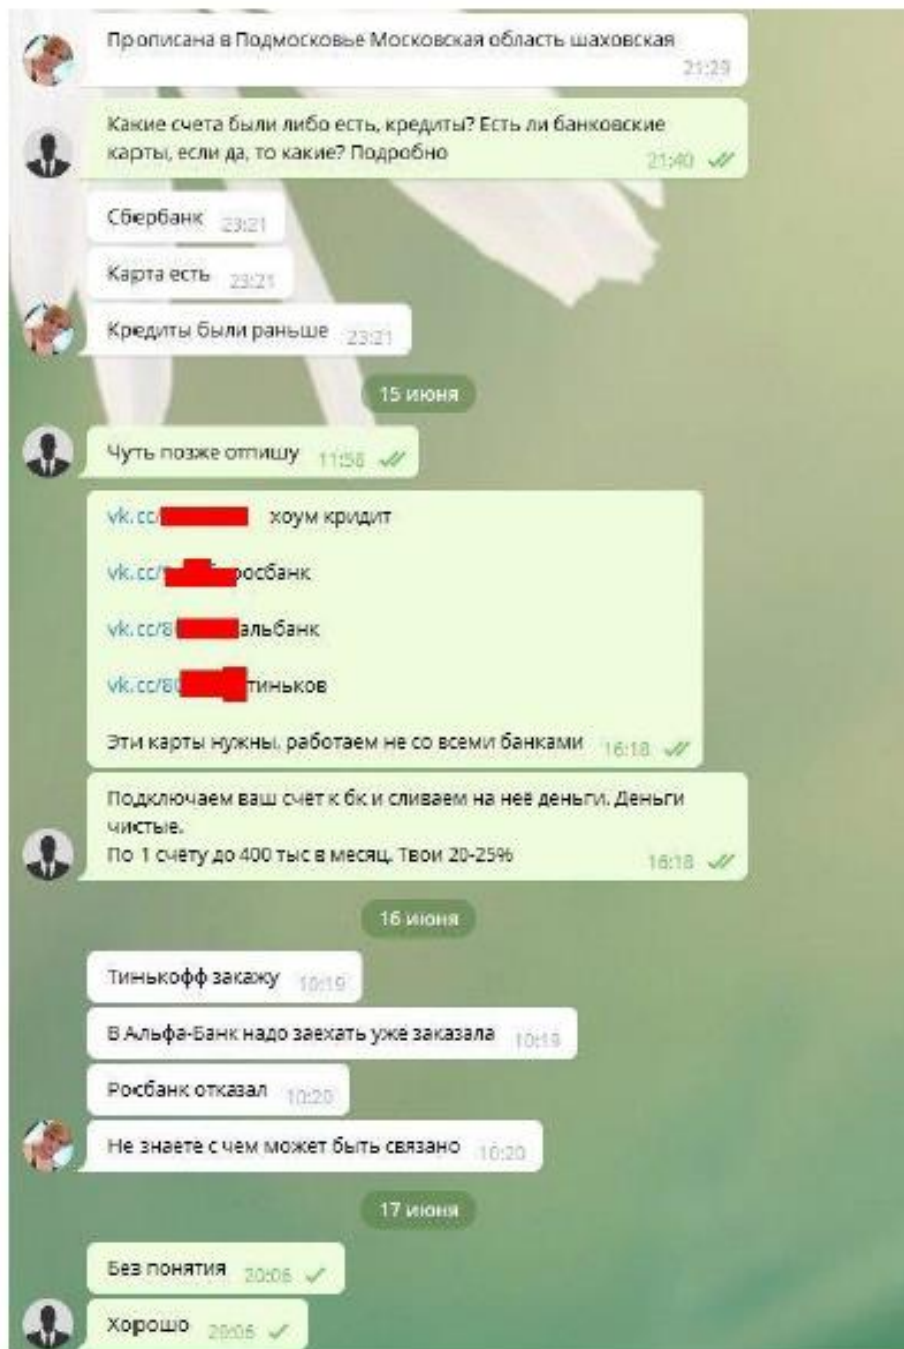 Прописана в Подмосковье Московская область шаховская
21:29
Какие счета были либо есть, кредиты? Есть ли банковские
карты, если да, то какие? Подробно
21:40
Сбербанк 23:21
Карта есть 23:21
Кредиты были раньше 23:21
15 июня
Чуть позже отпишу 11:58
vk.cc/ хоум кридит
vk.cc/ росбанк
vk.cc/8 альбанк
vk.cc/80 тиньков
Эти карты нужны, работаем не со всеми банками 16:18
Подключаем ваш счёт к бк и сливаем на неё деньги. Деньги
чистые.
По 1 счёту до 400 тыс в месяц. Твои 20-25%
16:18
16 июня
Тинькофф закажу 10:19
В Альфа-Банк надо заехать уже заказала 10:19
Росбанк отказал 10:20
Не знаете с чем может быть связано 10:20
17 июня
Без понятия 20:06
Хорошо 20:06